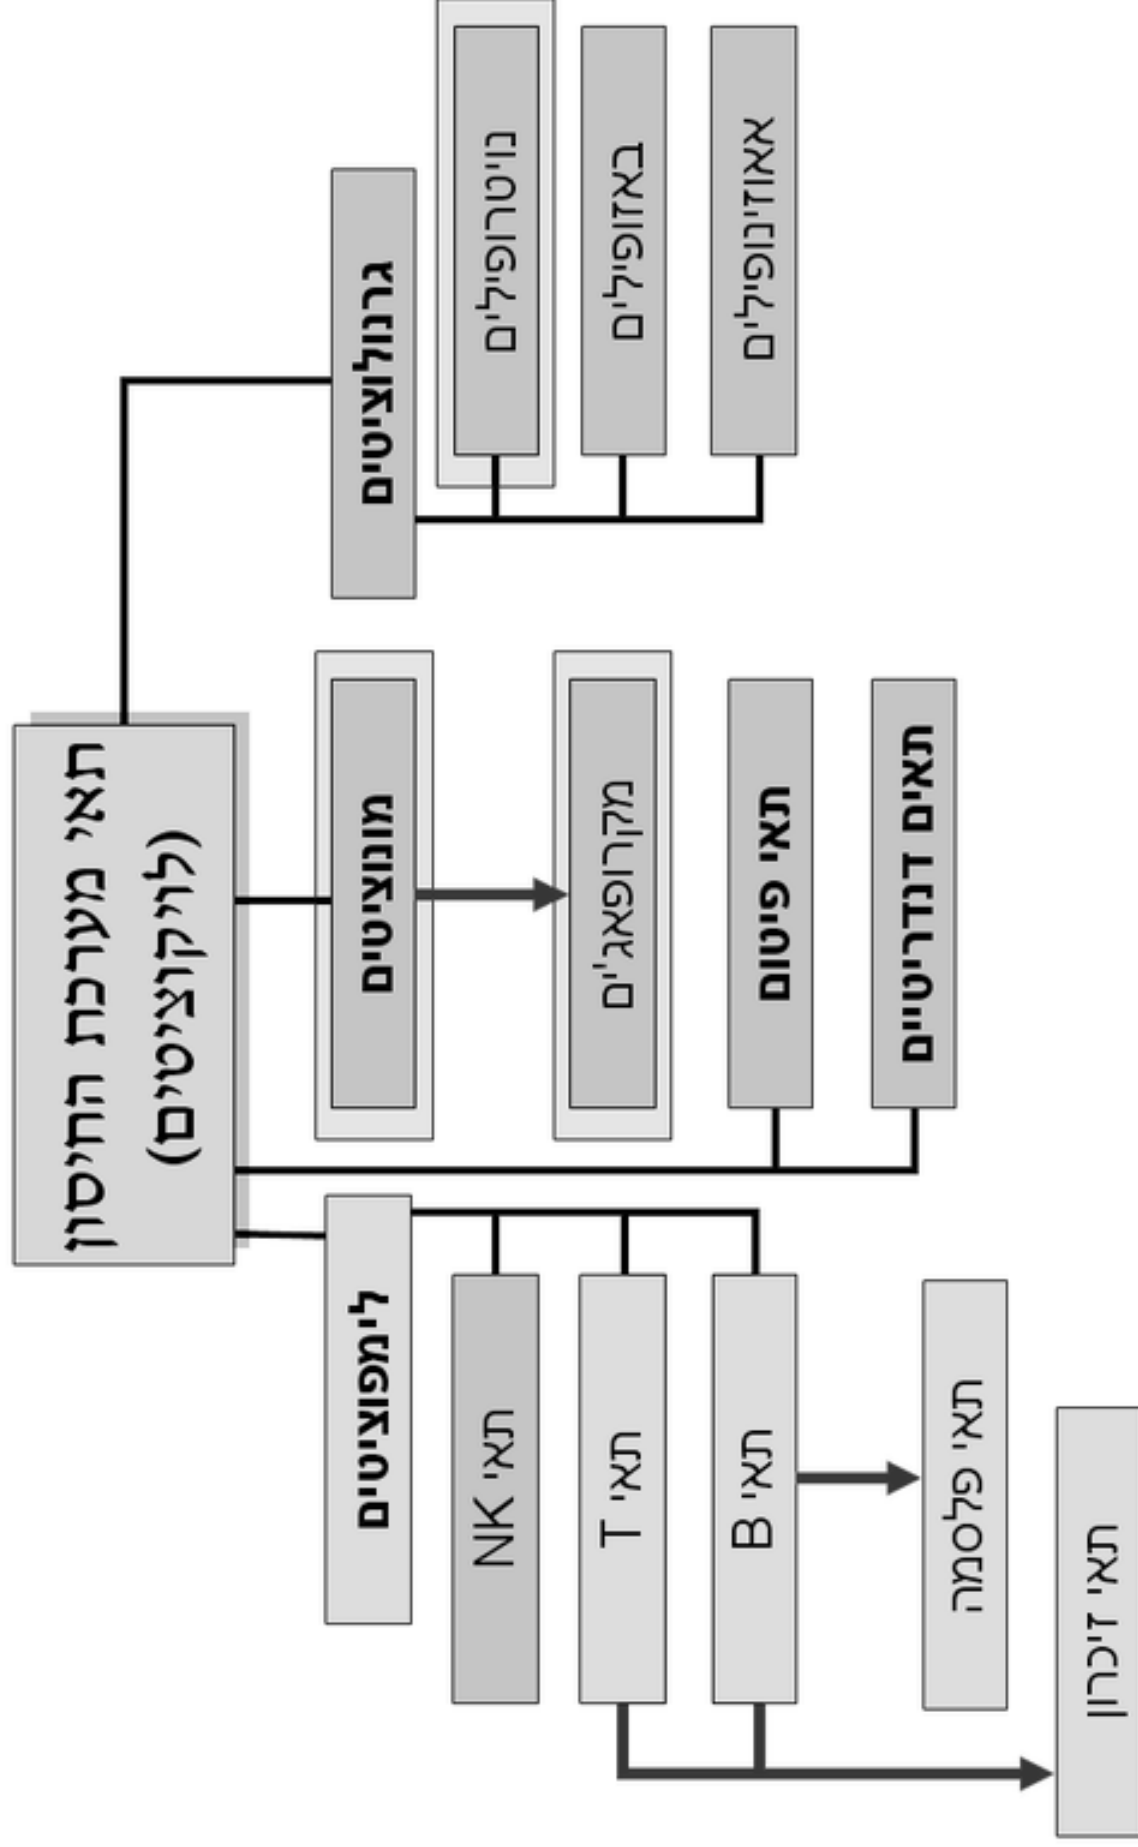 תאי מערכת החיסון
(לויקוציטים)
גרנולוציטים
נויטרופילים
באזופילים
אאוזינופילים
מונוציטים
מקרופאג'ים
תאי פיטום
תאים דנדריטיים
לימפוציטים
תאי NK
תאי T
תאי B
תאי פלסמה
תאי זיכרון